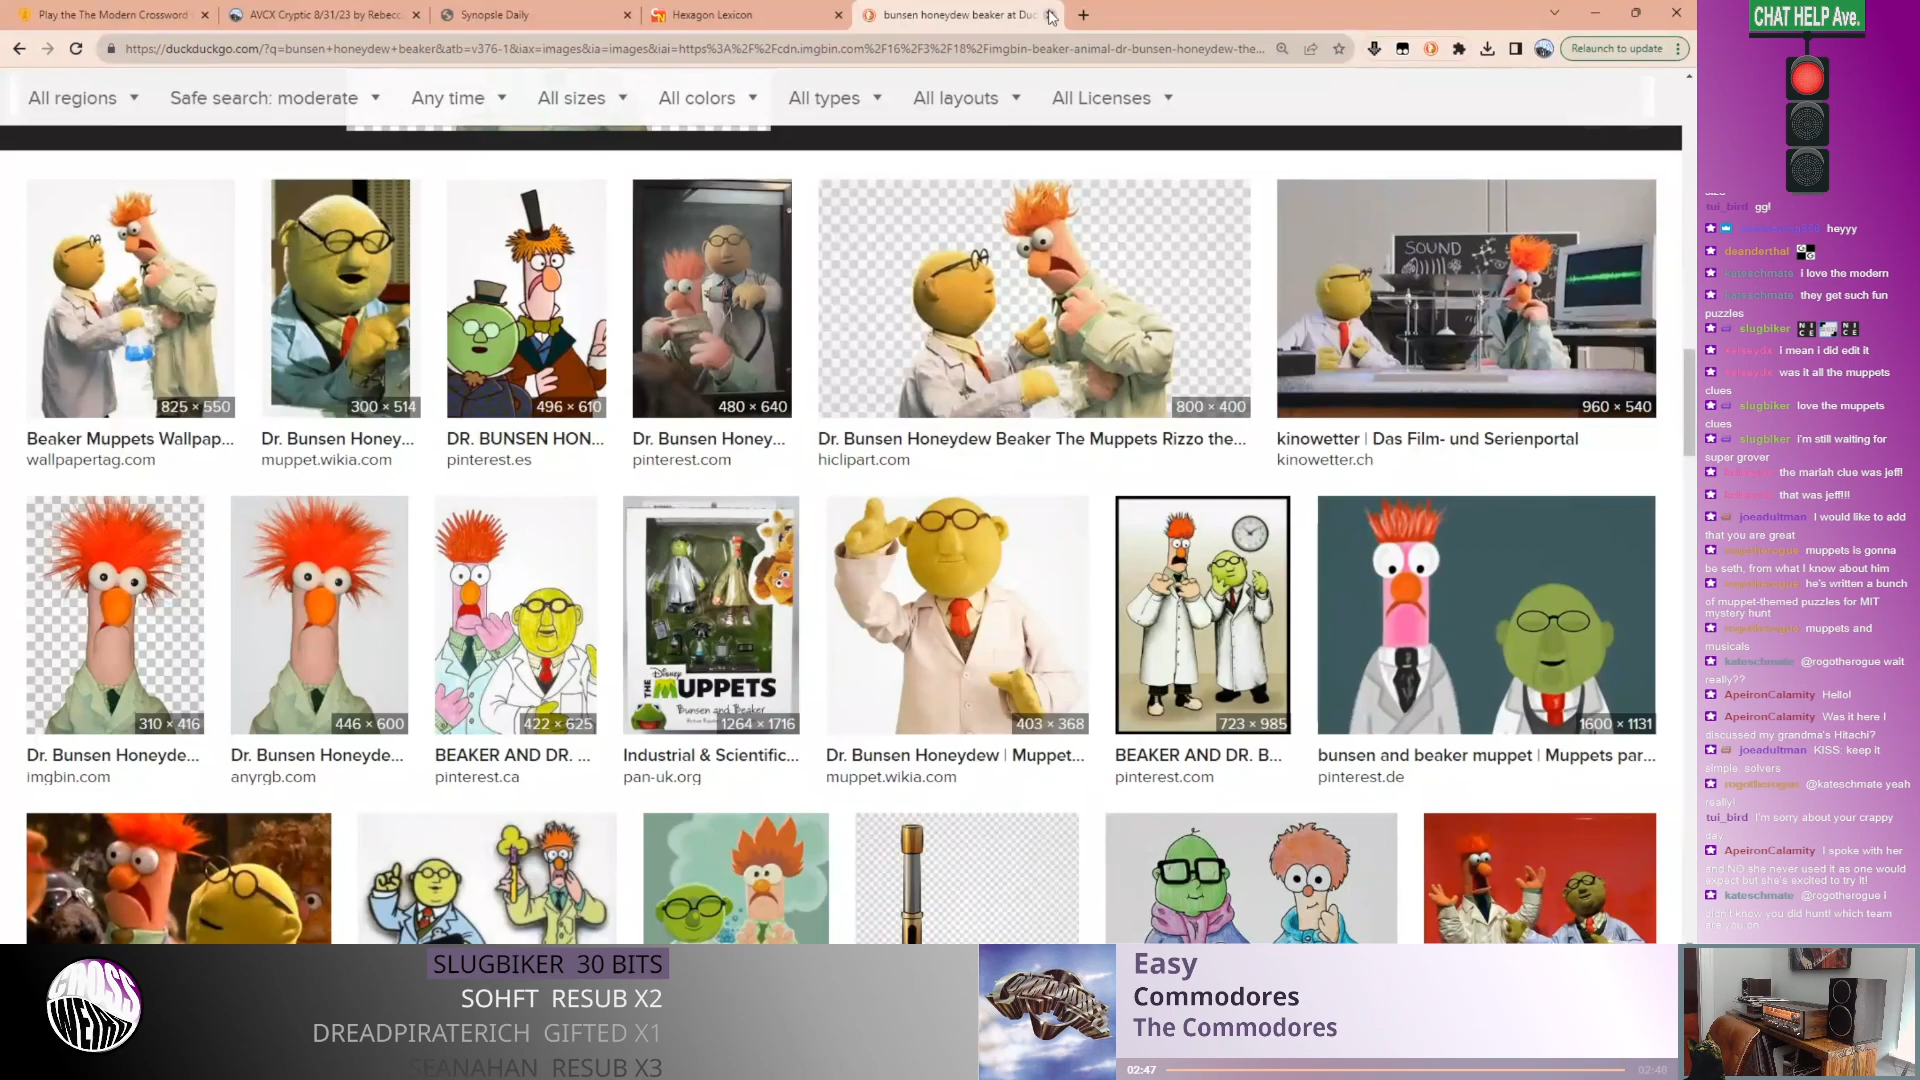 Play the The Modern Crossword
AVCX Cryptic 8/31/23 by Rebecc
Synopsle Daily
Hexagon Lexicon
bunsen honeydew beaker at Duc
CHAT HELP Ave.
https://duckduckgo.com/?q=bunsen+honeydew+beaker&atb=v376-1&iax=images&ia=images&iai=https%3A%2F%2Fcdn.imgbin.com%2F16%2F3%2F18%2Fimgbin-beaker-animal-dr-bunsen-honeydew-the...
Relaunch to update
All regions
Safe search: moderate
Any time
All sizes
All colors
All types
All layouts
All Licenses
SOUND
825 × 550
300 × 514
496 × 610
480 × 640
800 × 400
960 × 540
Beaker Muppets Wallpap...
Dr. Bunsen Honey...
DR. BUNSEN HON...
Dr. Bunsen Honey...
Dr. Bunsen Honeydew Beaker The Muppets Rizzo the...
kinowetter | Das Film- und Serienportal
wallpapertag.com
muppet.wikia.com
pinterest.es
pinterest.com
hiclipart.com
kinowetter.ch
Disney
THE MUPPETS
Bunsen and Beaker
310 × 416
446 × 600
422 × 625
1264 × 1716
403 × 368
723 × 985
1600 × 1131
Dr. Bunsen Honeyde...
Dr. Bunsen Honeyde...
BEAKER AND DR. ...
Industrial & Scientific...
Dr. Bunsen Honeydew | Muppet...
BEAKER AND DR. B...
bunsen and beaker muppet | Muppets par...
imgbin.com
anyrgb.com
pinterest.ca
pan-uk.org
muppet.wikia.com
pinterest.com
pinterest.de
tui_bird gg!
heyyy
deanderthal
kateschmate i love the modern
kateschmate they get such fun
puzzles
slugbiker NICE NICE
i mean i did edit it
was it all the muppets
clues
slugbiker love the muppets
clues
slugbiker i'm still waiting for
super grover
the mariah clue was jeff!
that was jeff!!!
joeadultman I would like to add
that you are great
rogotherogue muppets is gonna
be seth, from what I know about him
rogotherogue he's written a bunch
of muppet-themed puzzles for MIT
mystery hunt
rogotherogue muppets and
musicals
kateschmate @rogotherogue wait
really??
ApeironCalamity Hello!
ApeironCalamity Was it here I
discussed my grandma's Hitachi?
joeadultman KISS: keep it
simple, solvers
rogotherogue @kateschmate yeah
really!
tui_bird I'm sorry about your crappy
day
ApeironCalamity I spoke with her
and NO she never used it as one would
expect but she's excited to try it!
kateschmate @rogotherogue i
didn't know you did hunt! which team
are you on
CROSS WEIRD
SLUGBIKER 30 BITS
SOHFT RESUB X2
DREADPIRATERICH GIFTED X1
SEANAHAN RESUB X3
COMMODORES
Easy
Commodores
The Commodores
02:47
02:48